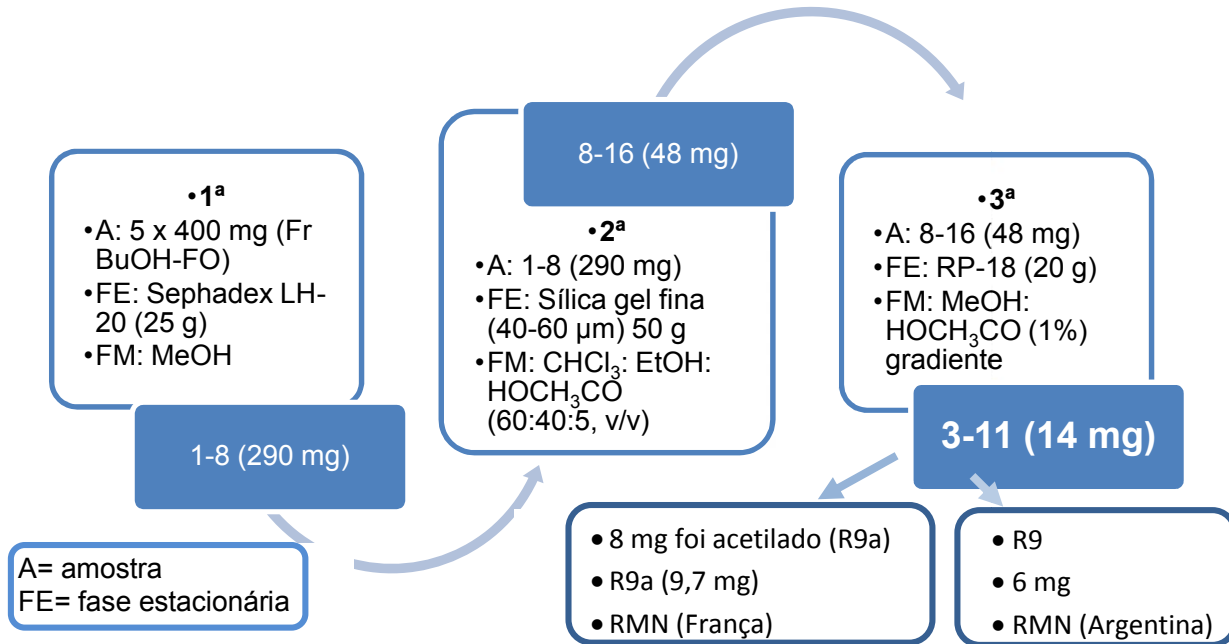 •1ª
•A: 5 x 400 mg (Fr
BuOH-FO)
•FE: Sephadex LH-
20 (25 g)
•FM: MeOH
1-8 (290 mg)
8-16 (48 mg)
•2ª
•A: 1-8 (290 mg)
•FE: Sílica gel fina
(40-60 µm) 50 g
•FM: CHCl₃: EtOH:
HOCH₃CO
(60:40:5, v/v)
•3ª
•A: 8-16 (48 mg)
•FE: RP-18 (20 g)
•FM: MeOH:
HOCH₃CO (1%)
gradiente
3-11 (14 mg)
A= amostra
FE= fase estacionária
• 8 mg foi acetilado (R9a)
• R9a (9,7 mg)
• RMN (França)
• R9
• 6 mg
• RMN (Argentina)